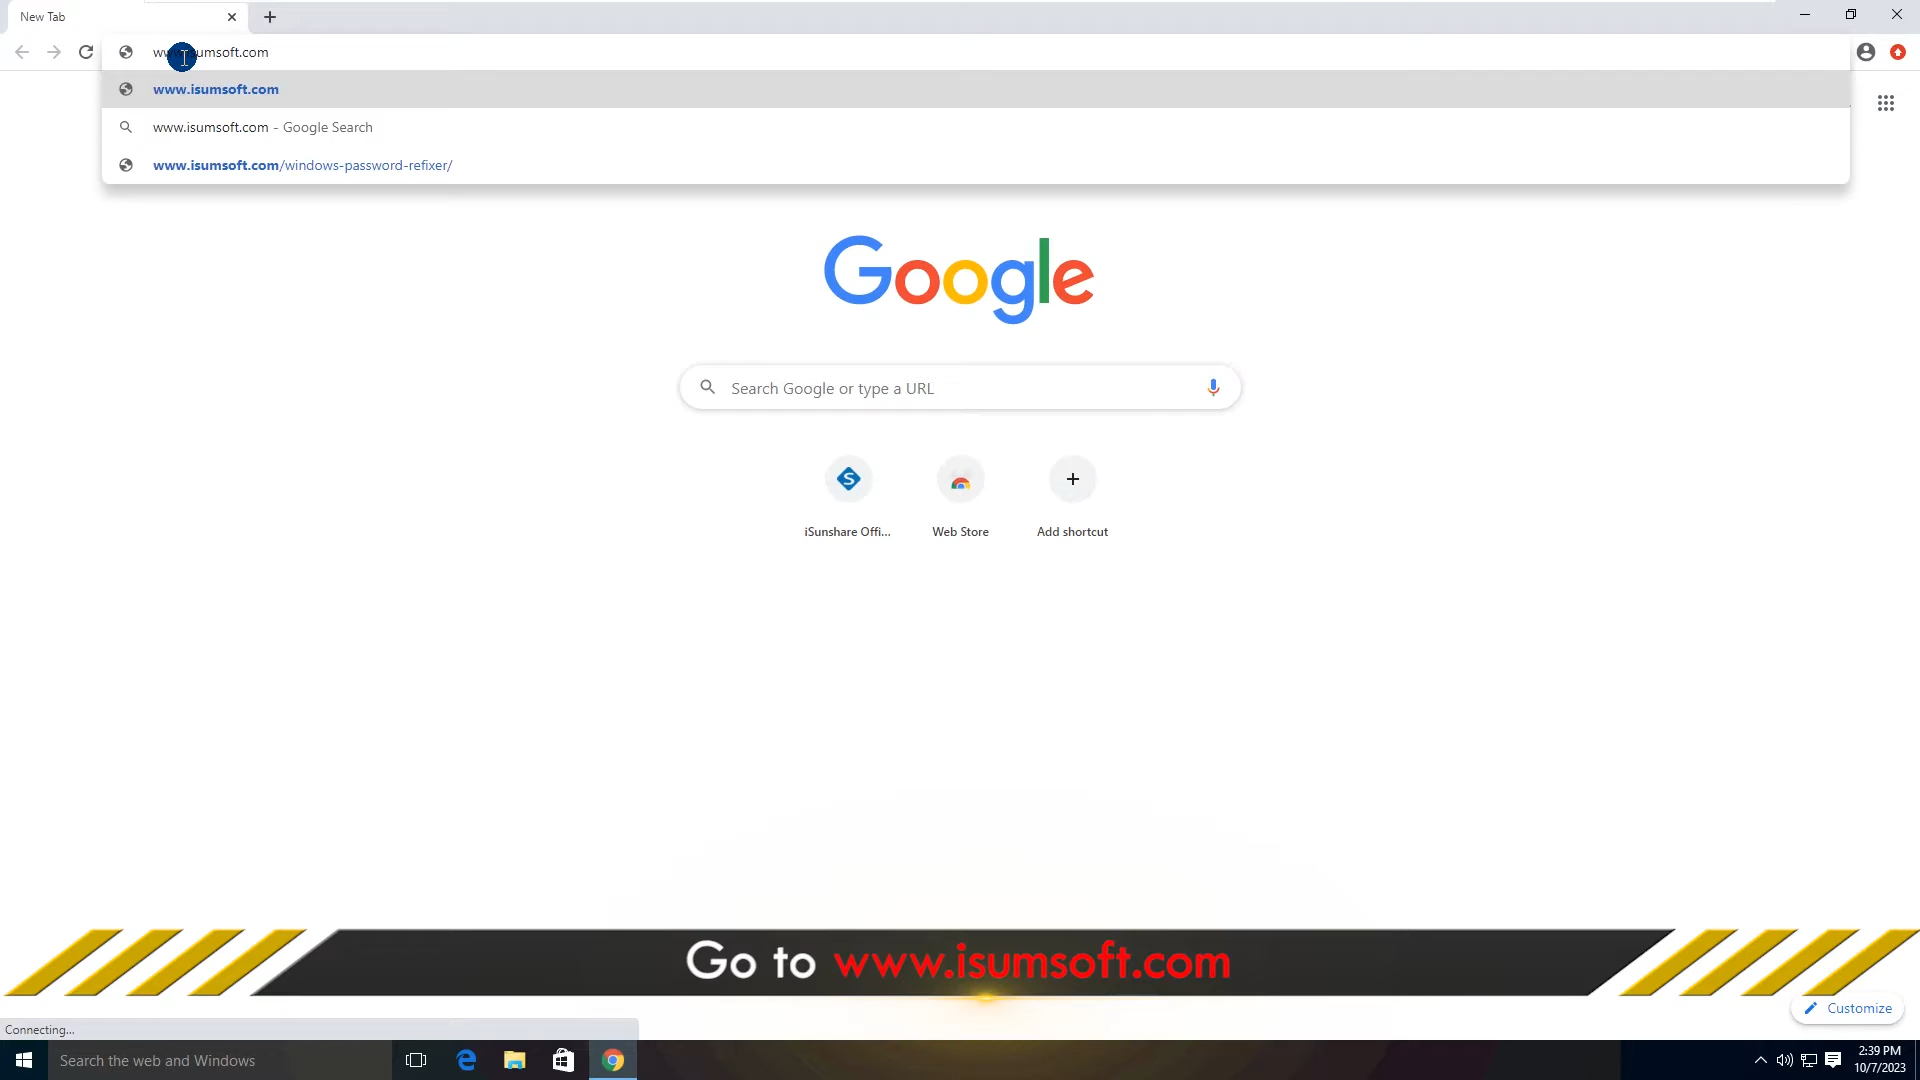 New Tab
www.isumsoft.com
www.isumsoft.com
www.isumsoft.com - Google Search
www.isumsoft.com/windows-password-refixer/
Google
Search Google or type a URL
S
iSunshare Offi...
Web Store
Add shortcut
Go to www.isumsoft.com
Customize
Connecting...
Search the web and Windows
2:39 PM
10/7/2023